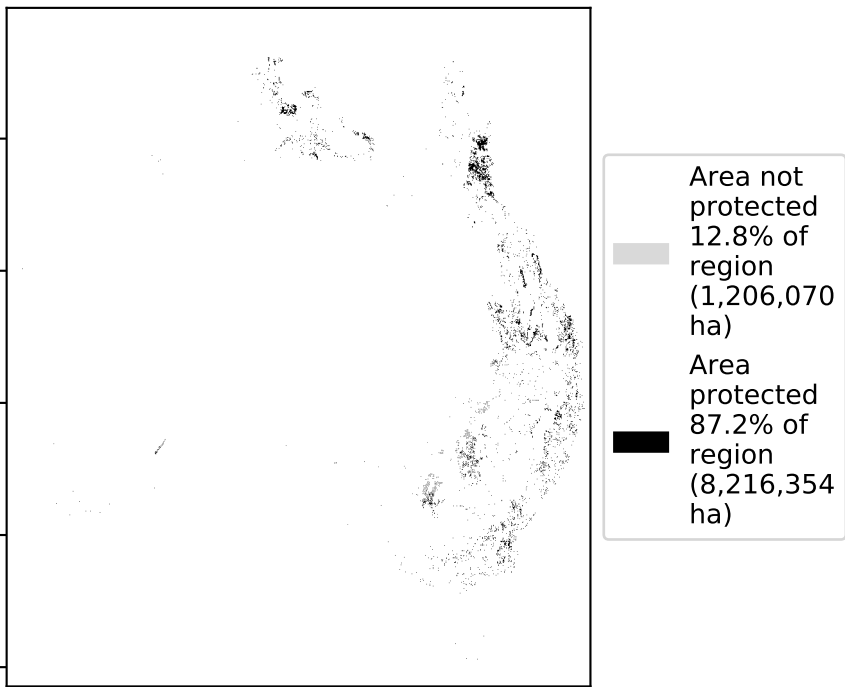 Area not
protected
12.8% of
region
(1,206,070
ha)
Area
protected
87.2% of
region
(8,216,354
ha)